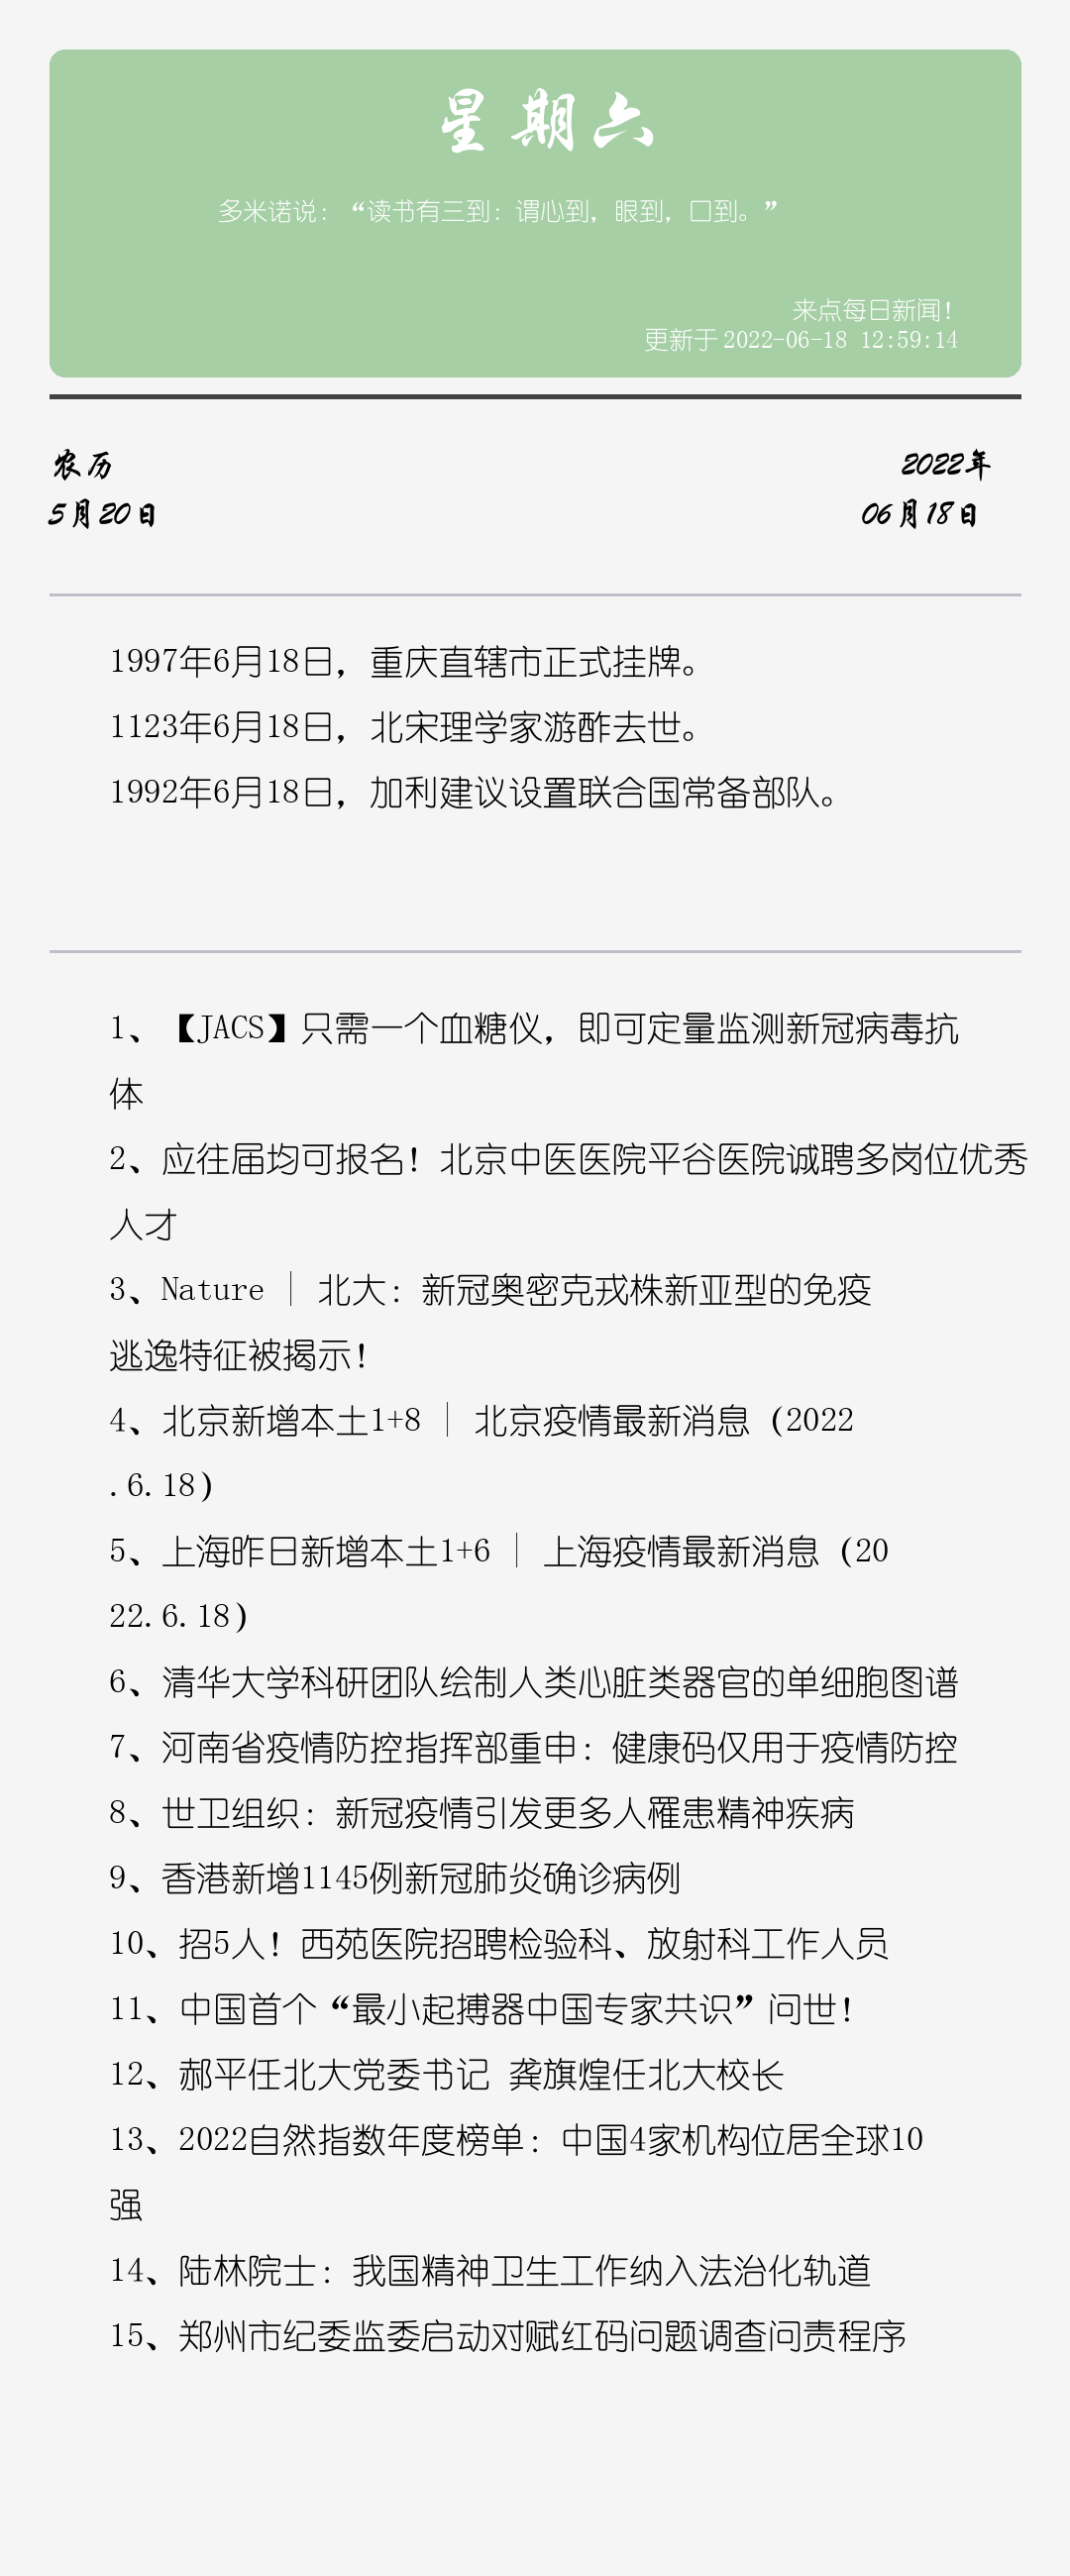 星期六
多米诺说：“读书有三到：谓心到，眼到，口到。”
来点每日新闻！
更新于2022-06-18 12:59:14
农历
2022年
5月20日
06月18日
1997年6月18日，重庆直辖市正式挂牌。
1123年6月18日，北宋理学家游酢去世。
1992年6月18日，加利建议设置联合国常备部队。
1、【JACS】只需一个血糖仪，即可定量监测新冠病毒抗
体
2、应往届均可报名！北京中医医院平谷医院诚聘多岗位优秀
人才
3、Nature | 北大：新冠奥密克戎株新亚型的免疫
逃逸特征被揭示！
4、北京新增本土1+8 | 北京疫情最新消息（2022
.6.18）
5、上海昨日新增本土1+6 | 上海疫情最新消息（20
22.6.18）
6、清华大学科研团队绘制人类心脏类器官的单细胞图谱
7、河南省疫情防控指挥部重申：健康码仅用于疫情防控
8、世卫组织：新冠疫情引发更多人罹患精神疾病
9、香港新增1145例新冠肺炎确诊病例
10、招5人！西苑医院招聘检验科、放射科工作人员
11、中国首个“最小起搏器中国专家共识”问世！
12、郝平任北大党委书记 龚旗煌任北大校长
13、2022自然指数年度榜单：中国4家机构位居全球10
强
14、陆林院士：我国精神卫生工作纳入法治化轨道
15、郑州市纪委监委启动对赋红码问题调查问责程序